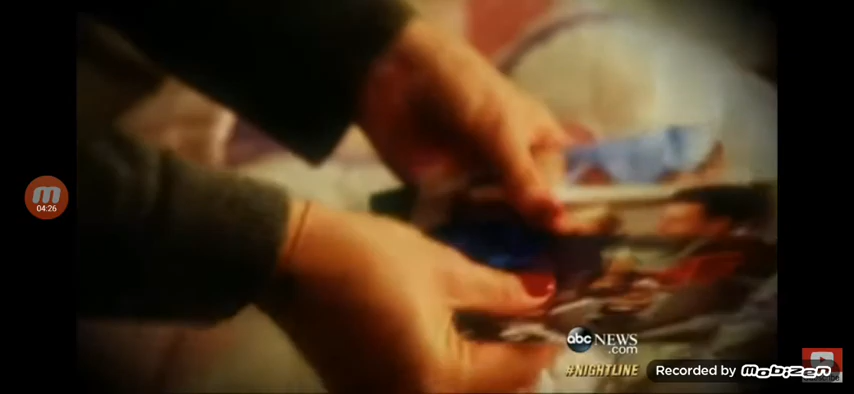 04:26
abc NEWS
.com
#NIGHTLINE
Recorded by mobizen